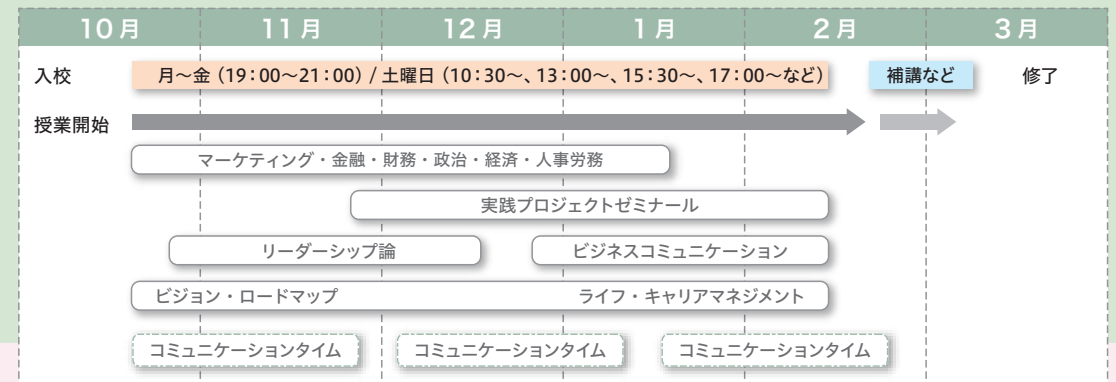 10月 11月 12月 1月 2月 3月
入校 月～金（19：00～21：00）/ 土曜日（10：30～、13：00～、15：30～、17：00～など） 補講など 修了
授業開始
マーケティング・金融・財務・政治・経済・人事労務
実践プロジェクトゼミナール
リーダーシップ論 ビジネスコミュニケーション
ビジョン・ロードマップ ライフ・キャリアマネジメント
コミュニケーションタイム コミュニケーションタイム コミュニケーションタイム